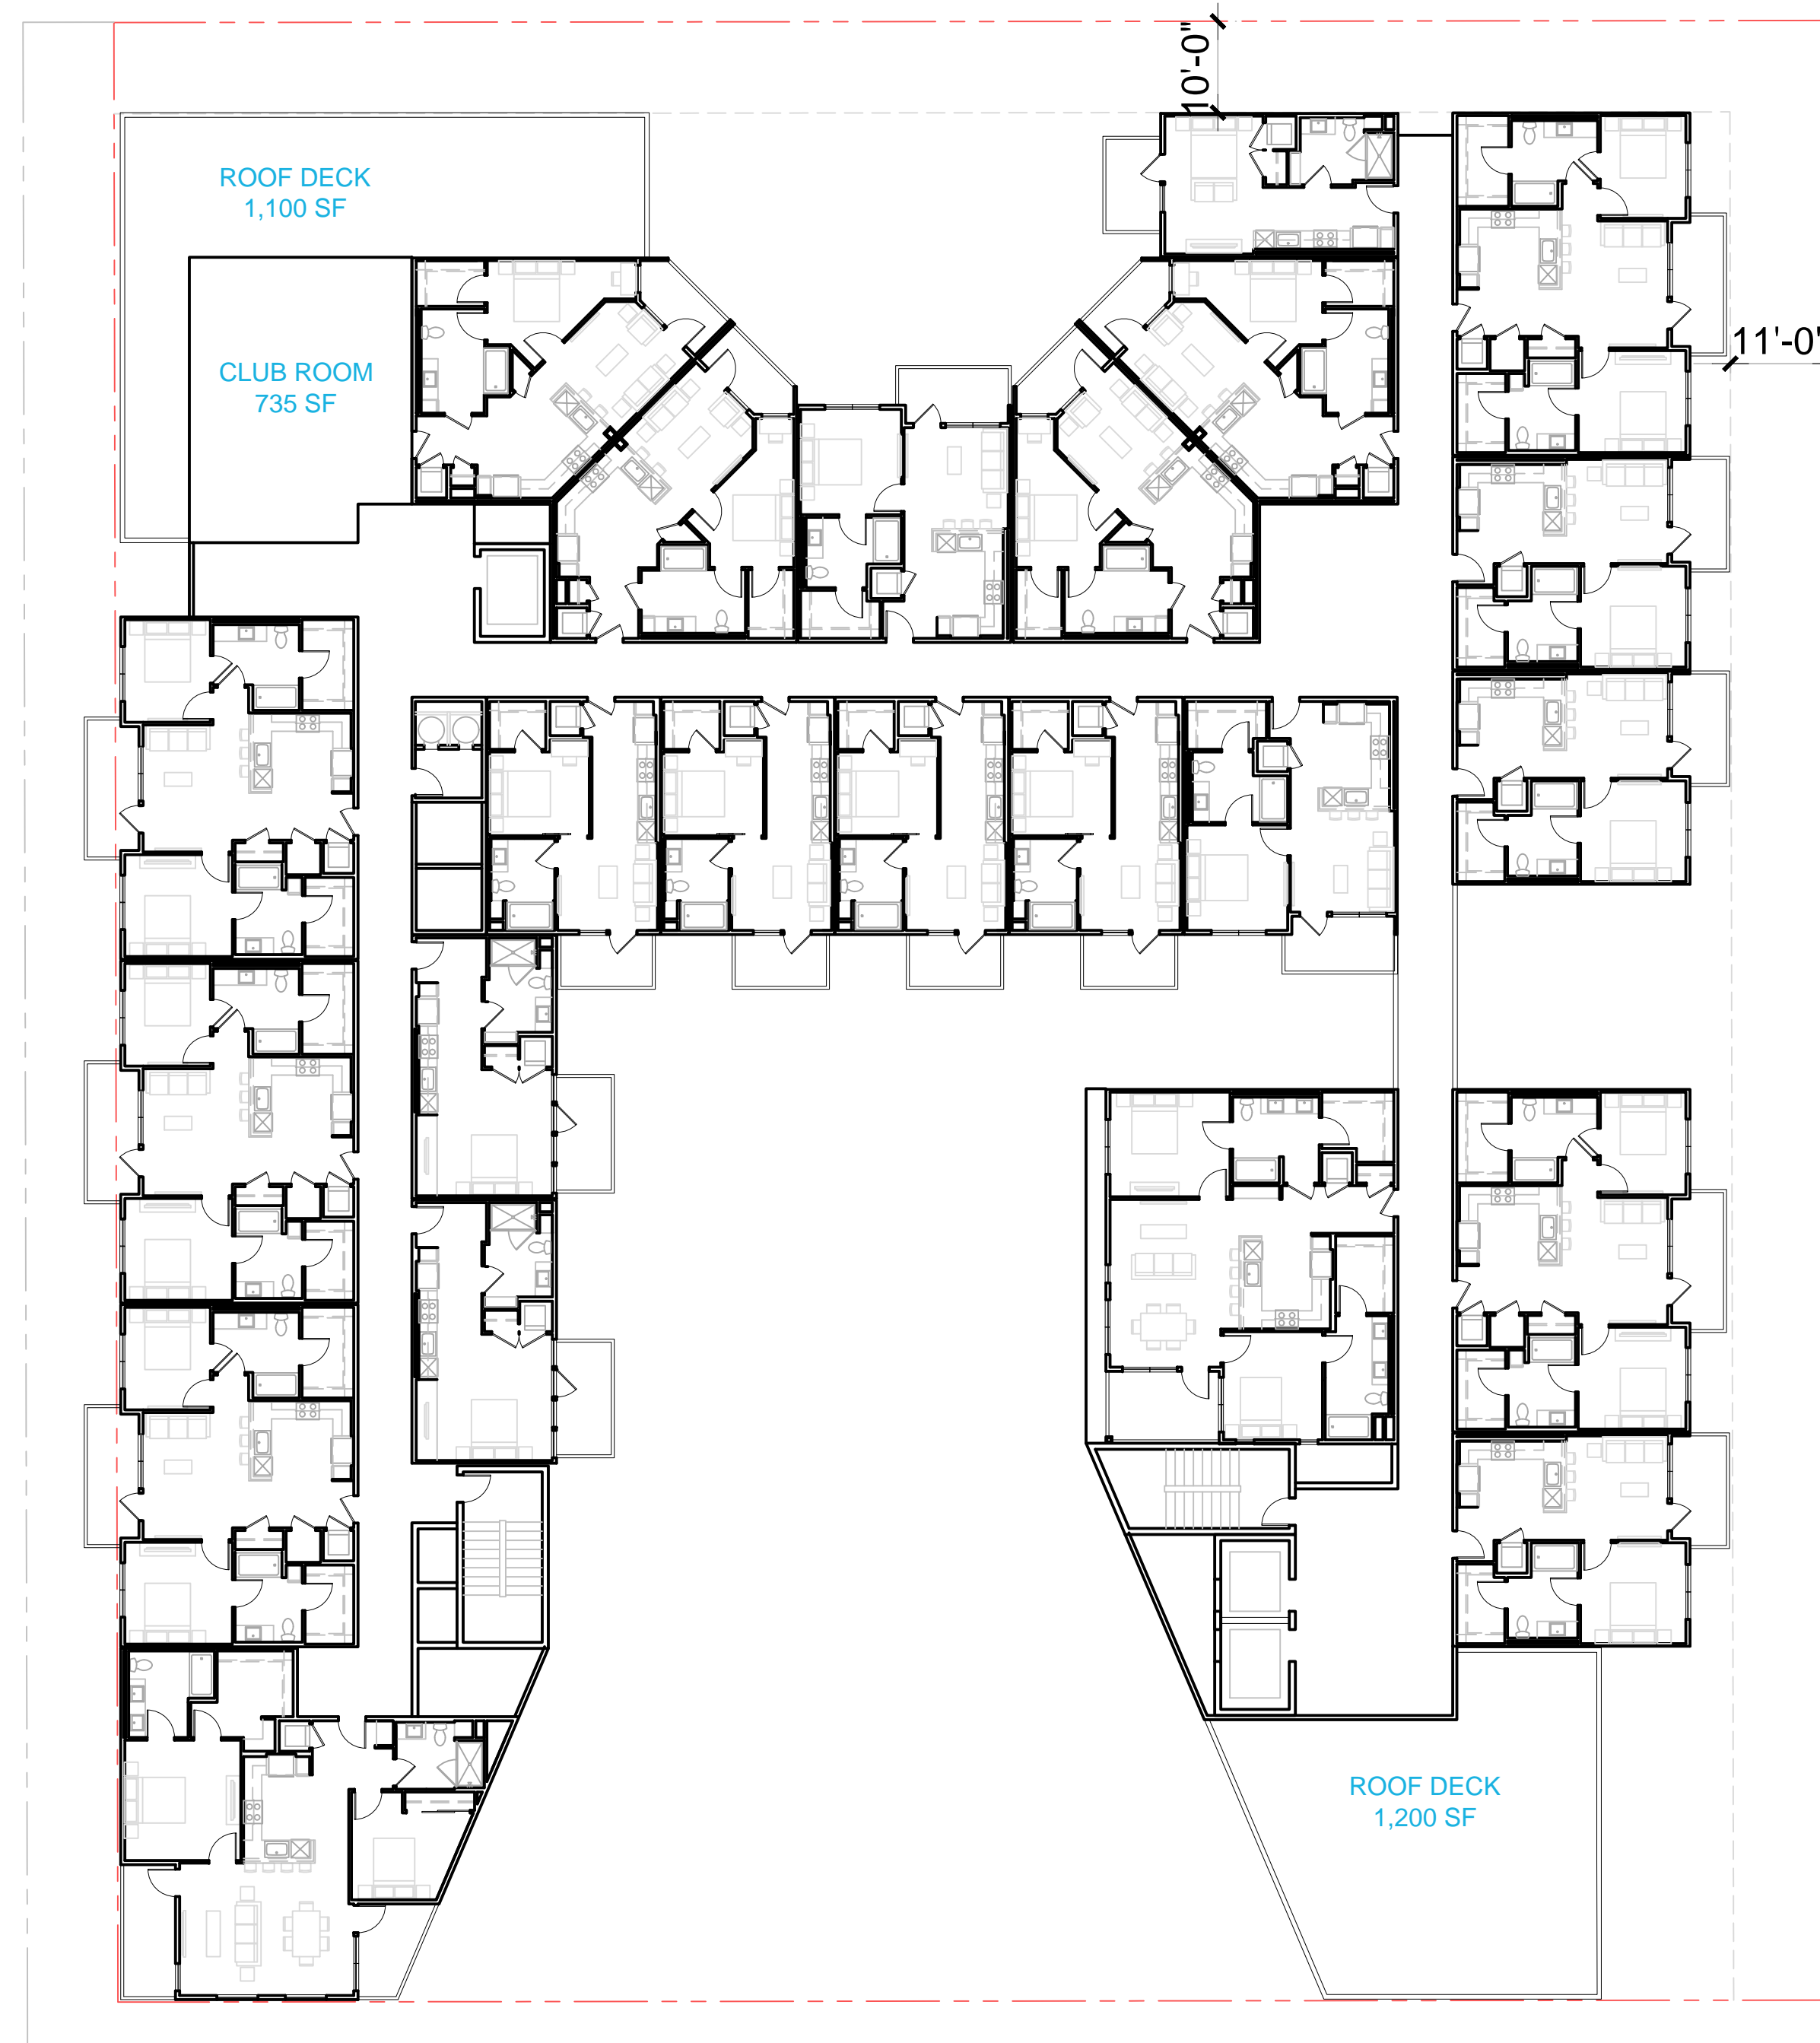 10'-0"
ROOF DECK
1,100 SF
CLUB ROOM
735 SF
11'-0"
ROOF DECK
1,200 SF